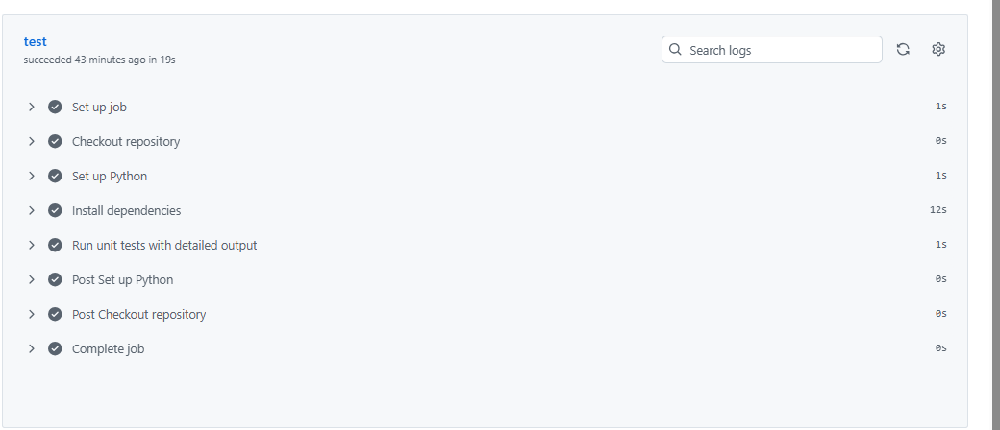 test
succeeded 43 minutes ago in 19s
Search logs
Set up job 1s
Checkout repository 0s
Set up Python 1s
Install dependencies 12s
Run unit tests with detailed output 1s
Post Set up Python 0s
Post Checkout repository 0s
Complete job 0s